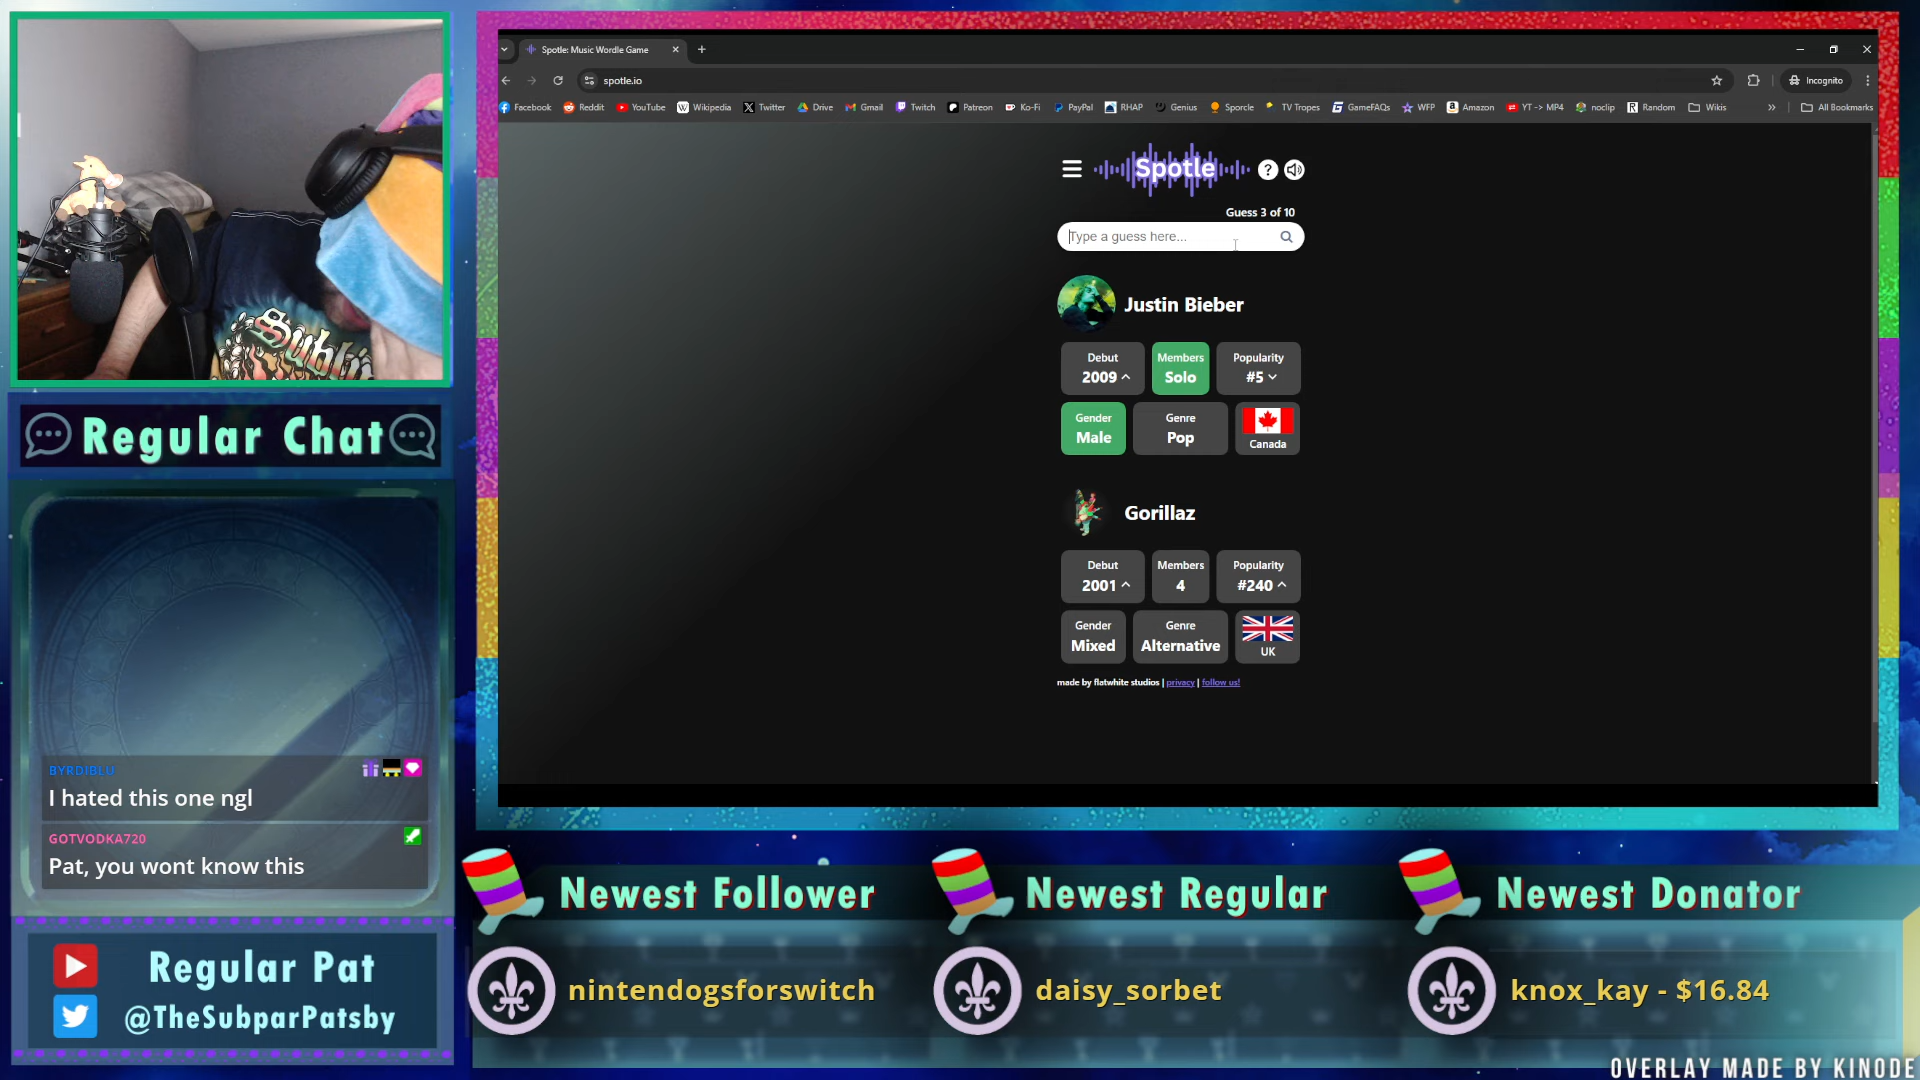 Spotle: Music Wordle Game
spotle.io
Incognito
Facebook Reddit YouTube Wikipedia Twitter Drive Gmail Twitch Patreon Ko-Fi PayPal RHAP Genius Sporcle TV Tropes GameFAQs WFP Amazon YT -> MP4 noclip Random Wikis » All Bookmarks
Spotle ?
Guess 3 of 10
Type a guess here...
Justin Bieber
Debut Members Popularity
2009 Solo #5
Gender Genre
Male Pop Canada
Gorillaz
Debut Members Popularity
2001 4 #240
Gender Genre
Mixed Alternative UK
made by flatwhite studios | privacy | follow us!
Regular Chat
BYRDIBLU
I hated this one ngl
GOTVODKA720
Pat, you wont know this
Regular Pat
@TheSubparPatsby
Newest Follower
nintendogsforswitch
Newest Regular
daisy_sorbet
Newest Donator
knox_kay - $16.84
OVERLAY MADE BY KINODE